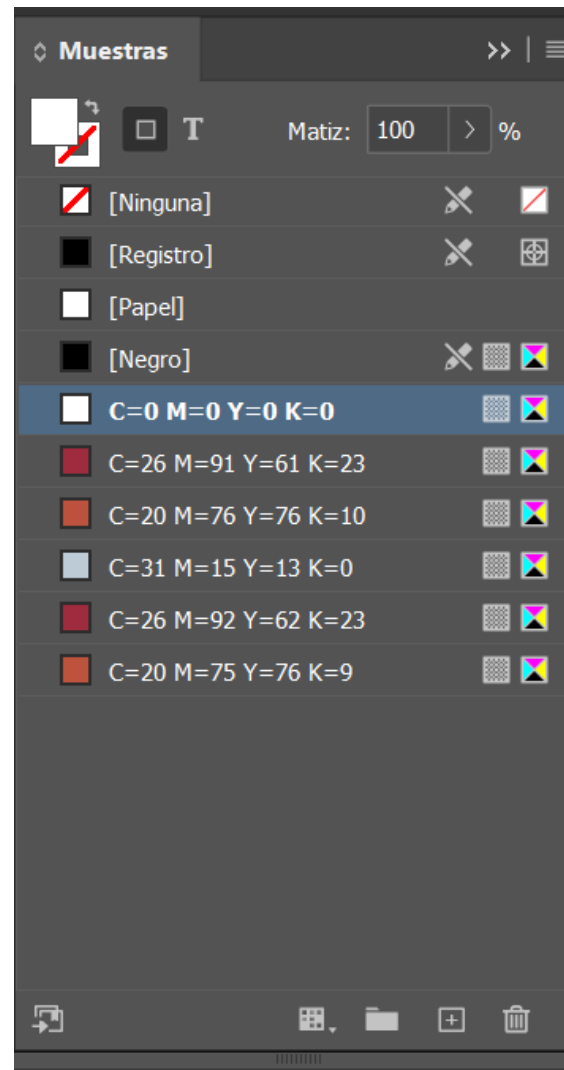 Muestras
T Matiz: 100 %
[Ninguna]
[Registro]
[Papel]
[Negro]
C=0 M=0 Y=0 K=0
C=26 M=91 Y=61 K=23
C=20 M=76 Y=76 K=10
C=31 M=15 Y=13 K=0
C=26 M=92 Y=62 K=23
C=20 M=75 Y=76 K=9